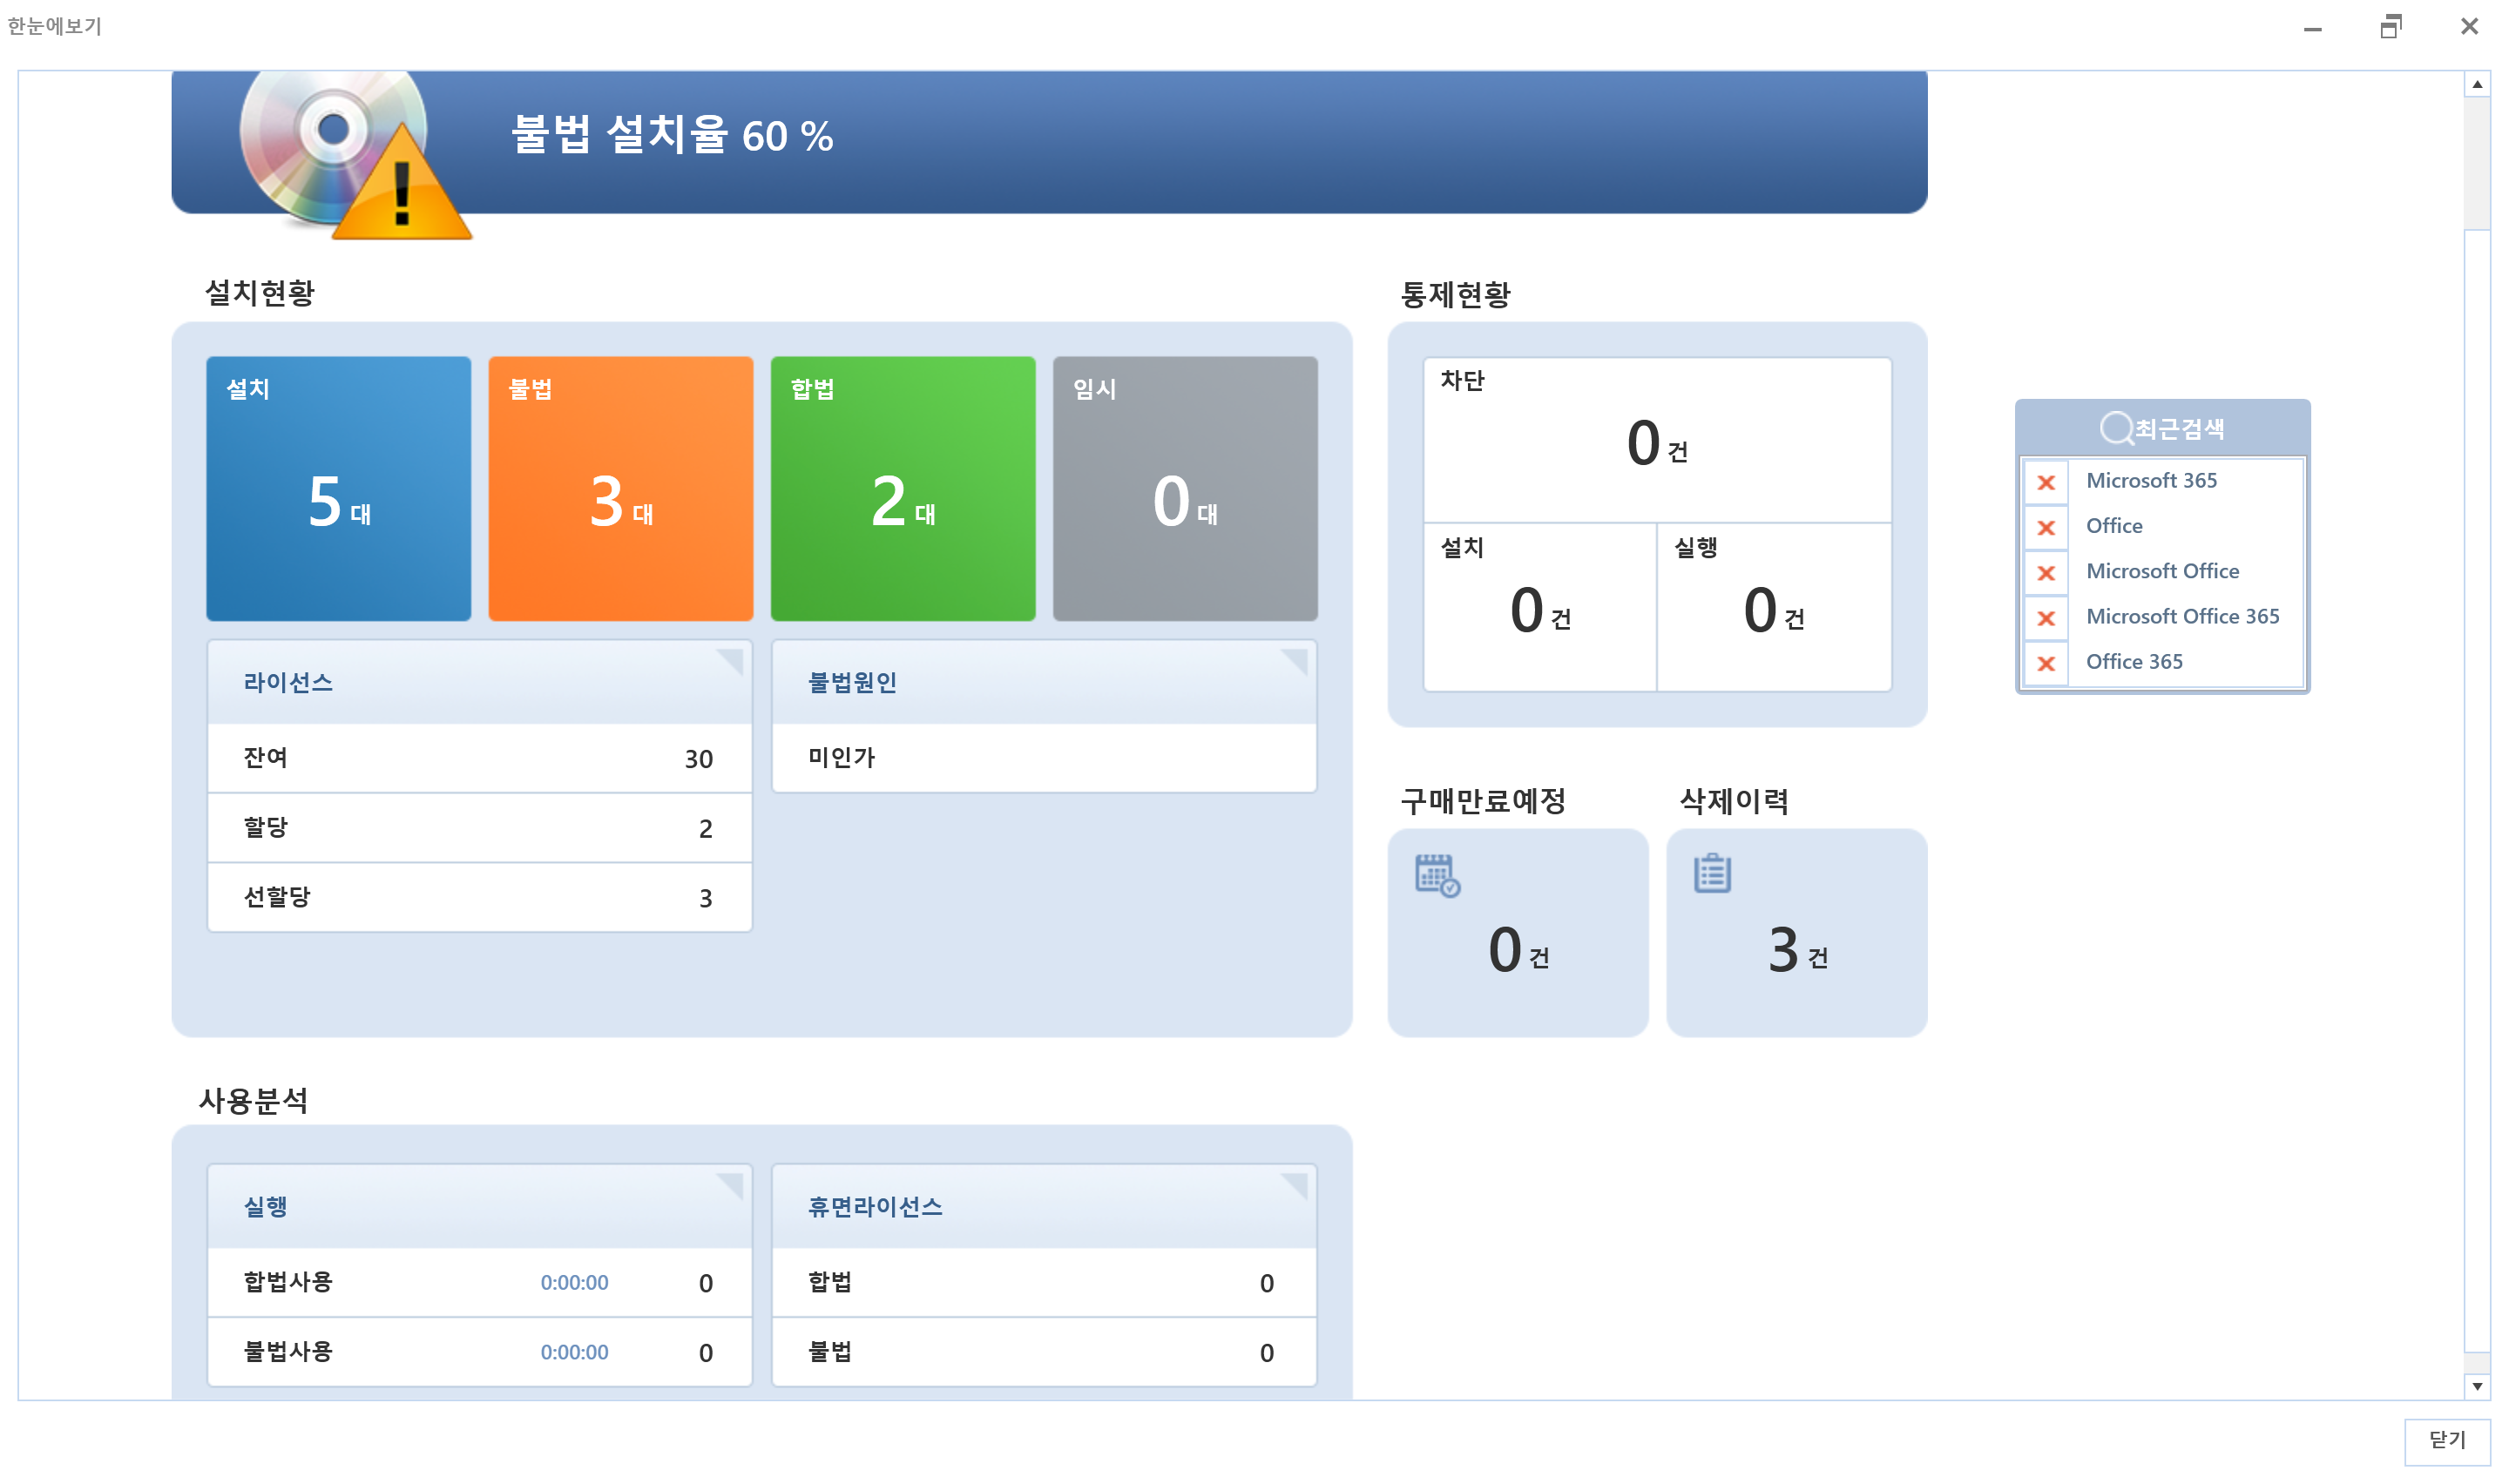 한눈에보기
불법 설치율 60 %
설치현황
설치
5 대
불법
3 대
합법
2 대
임시
0 대
라이선스
잔여 30
할당 2
선할당 3
불법원인
미인가
통제현황
차단
0 건
설치
0 건
실행
0 건
구매만료예정
0 건
삭제이력
3 건
최근검색
Microsoft 365
Office
Microsoft Office
Microsoft Office 365
Office 365
사용분석
실행
합법사용 0:00:00 0
불법사용 0:00:00 0
휴면라이선스
합법 0
불법 0
닫기